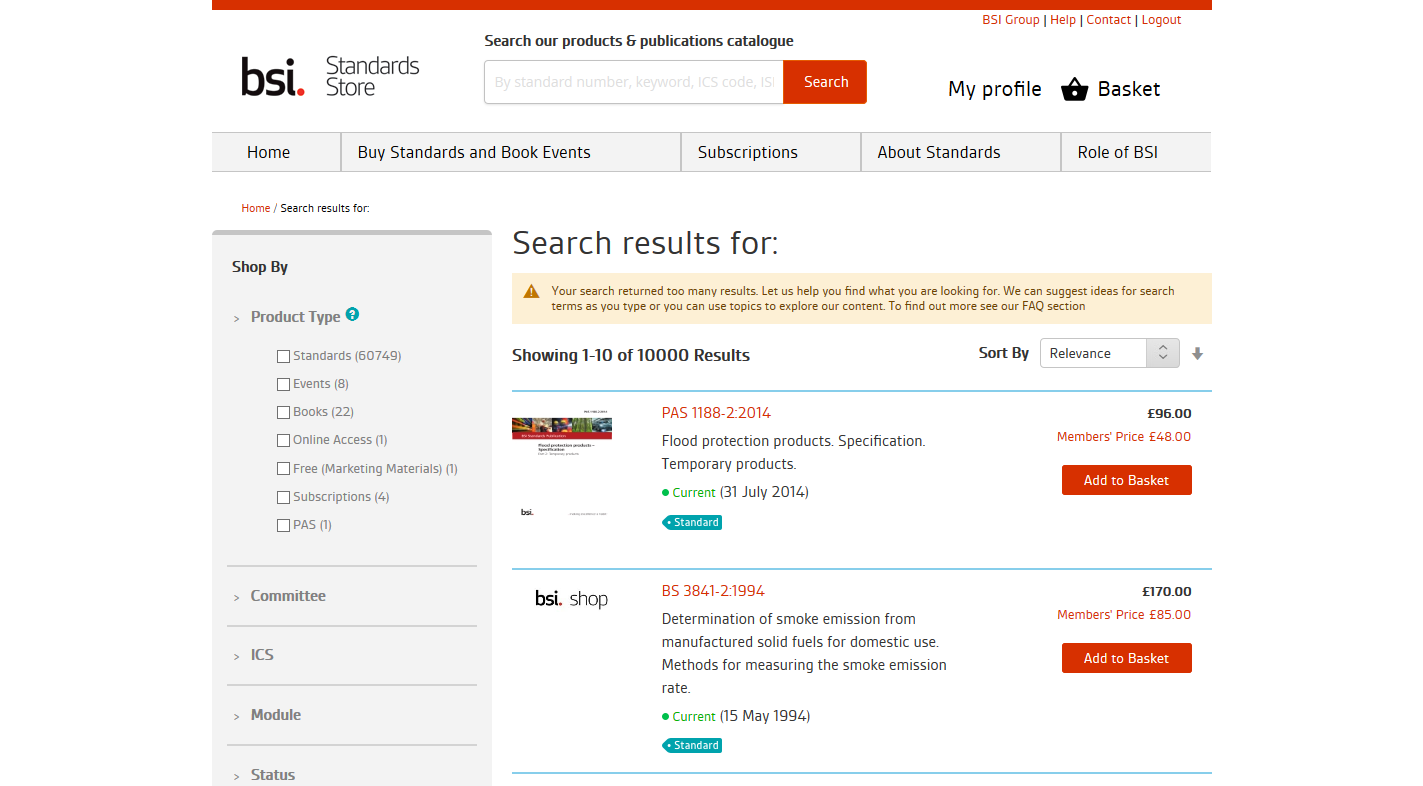 BSI Group | Help | Contact | Logout
Search our products & publications catalogue
bsi. Standards Store
By standard number, keyword, ICS code, ISI
Search
My profile
Basket
Home
Buy Standards and Book Events
Subscriptions
About Standards
Role of BSI
Home / Search results for:
Shop By
> Product Type ?
Standards (60749)
Events (8)
Books (22)
Online Access (1)
Free (Marketing Materials) (1)
Subscriptions (4)
PAS (1)
> Committee
> ICS
> Module
> Status
Search results for:
Your search returned too many results. Let us help you find what you are looking for. We can suggest ideas for search
terms as you type or you can use topics to explore our content. To find out more see our FAQ section
Showing 1-10 of 10000 Results
Sort By Relevance
BSI Standards Publication
Flood protection products –
Specification
bsi.
PAS 1188-2:2014
Flood protection products. Specification.
Temporary products.
Current (31 July 2014)
Standard
£96.00
Members' Price £48.00
Add to Basket
bsi. shop
BS 3841-2:1994
Determination of smoke emission from
manufactured solid fuels for domestic use.
Methods for measuring the smoke emission
rate.
Current (15 May 1994)
Standard
£170.00
Members' Price £85.00
Add to Basket